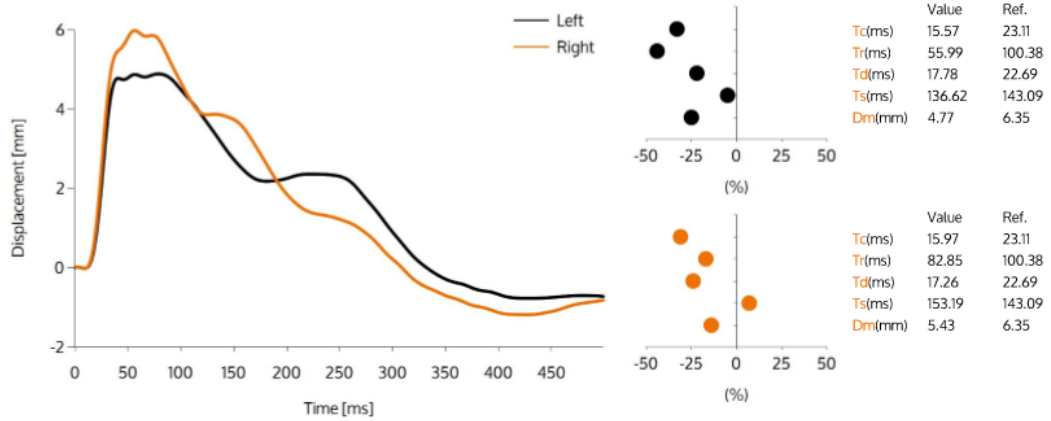 Displacement [mm]
6
4
2
0
-2
0 50 100 150 200 250 300 350 400 450
Time [ms]
Left
Right
-50 -25 0 25 50
(%)
Value Ref.
Tc(ms) 15.57 23.11
Tr(ms) 55.99 100.38
Td(ms) 17.78 22.69
Ts(ms) 136.62 143.09
Dm(mm) 4.77 6.35
-50 -25 0 25 50
(%)
Value Ref.
Tc(ms) 15.97 23.11
Tr(ms) 82.85 100.38
Td(ms) 17.26 22.69
Ts(ms) 153.19 143.09
Dm(mm) 5.43 6.35